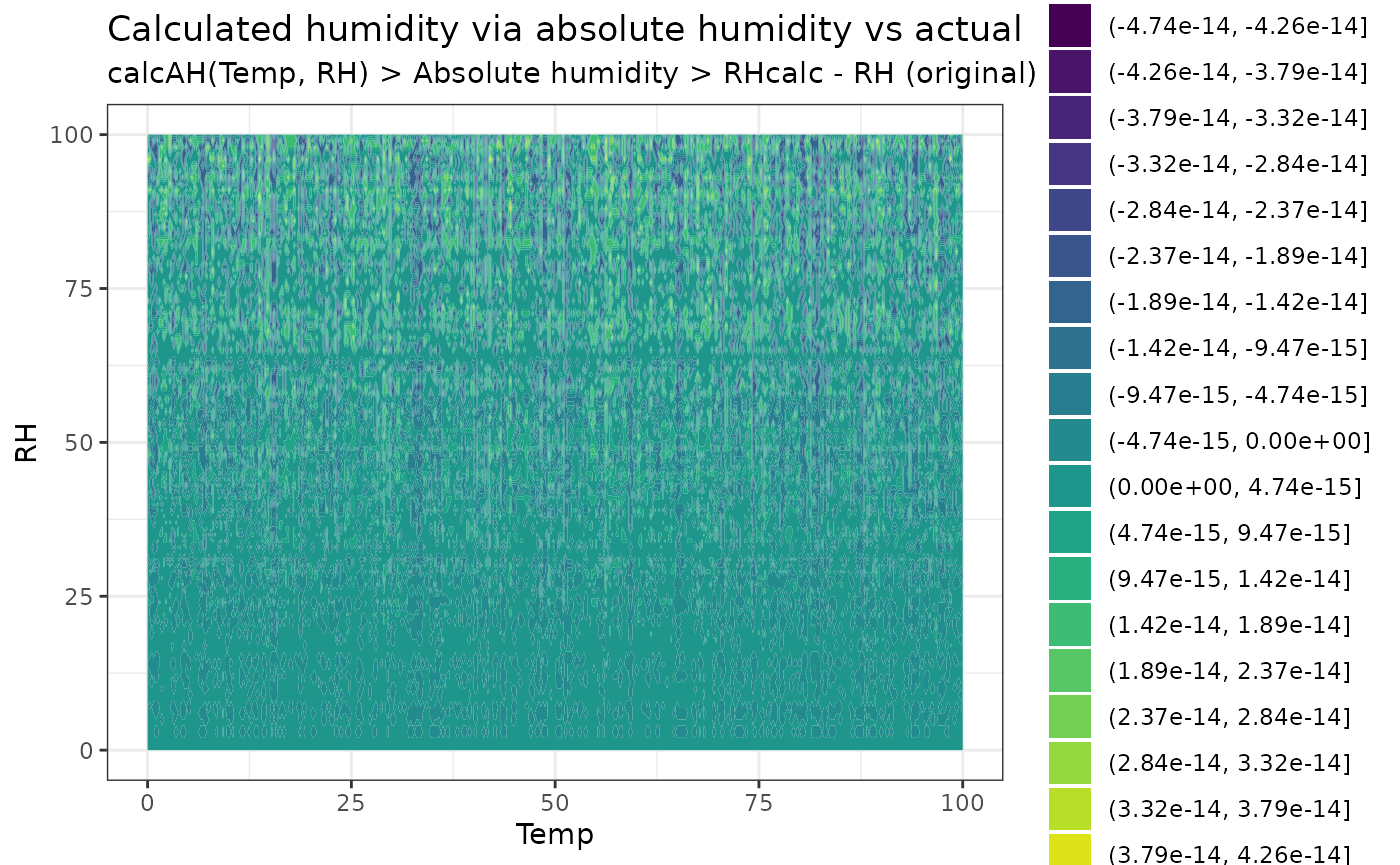 Calculated humidity via absolute humidity vs actual
calcAH(Temp, RH) > Absolute humidity > RHcalc - RH (original)
100
75
50
25
0
RH
0
25
50
75
100
Temp
(-4.74e-14, -4.26e-14]
(-4.26e-14, -3.79e-14]
(-3.79e-14, -3.32e-14]
(-3.32e-14, -2.84e-14]
(-2.84e-14, -2.37e-14]
(-2.37e-14, -1.89e-14]
(-1.89e-14, -1.42e-14]
(-1.42e-14, -9.47e-15]
(-9.47e-15, -4.74e-15]
(-4.74e-15, 0.00e+00]
(0.00e+00, 4.74e-15]
(4.74e-15, 9.47e-15]
(9.47e-15, 1.42e-14]
(1.42e-14, 1.89e-14]
(1.89e-14, 2.37e-14]
(2.37e-14, 2.84e-14]
(2.84e-14, 3.32e-14]
(3.32e-14, 3.79e-14]
(3.79e-14, 4.26e-14]